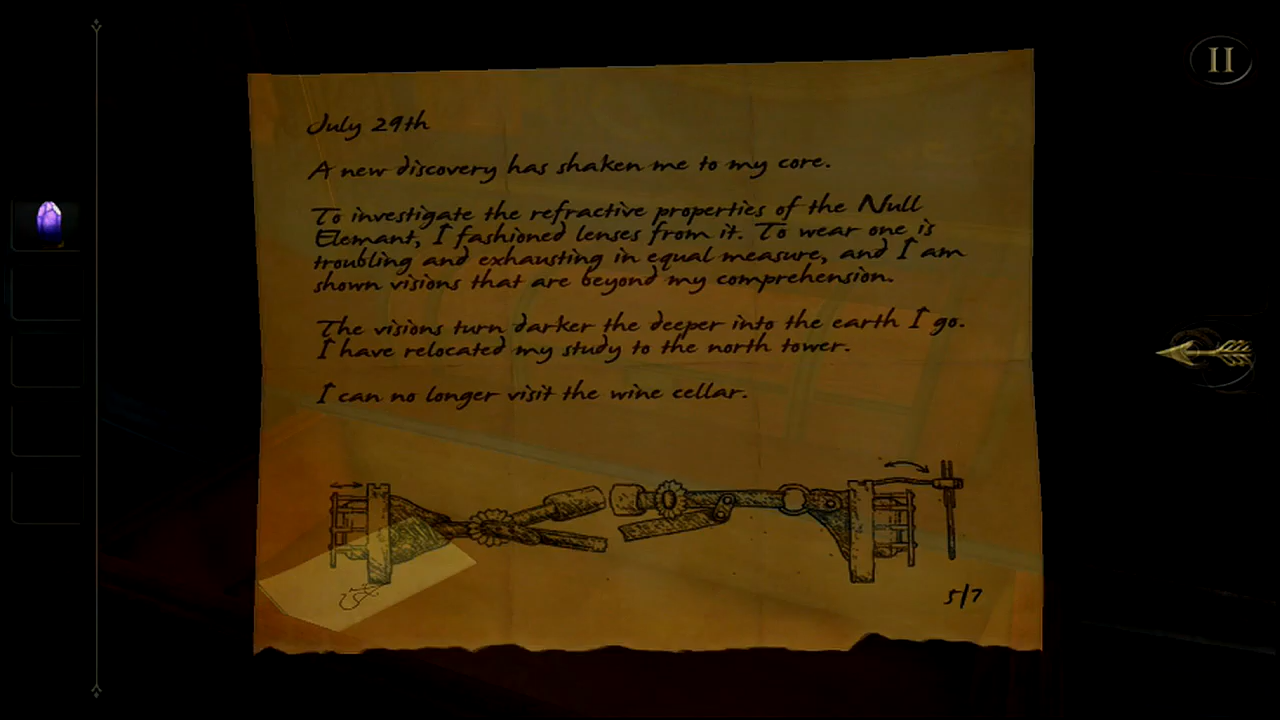 July 29th
A new discovery has shaken me to my core.
To investigate the refractive properties of the Null
Elemant, I fashioned lenses from it. To wear one is
troubling and exhausting in equal measure, and I am
shown visions that are beyond my comprehension.
The visions turn darker the deeper into the earth I go.
I have relocated my study to the north tower.
I can no longer visit the wine cellar.
5/7